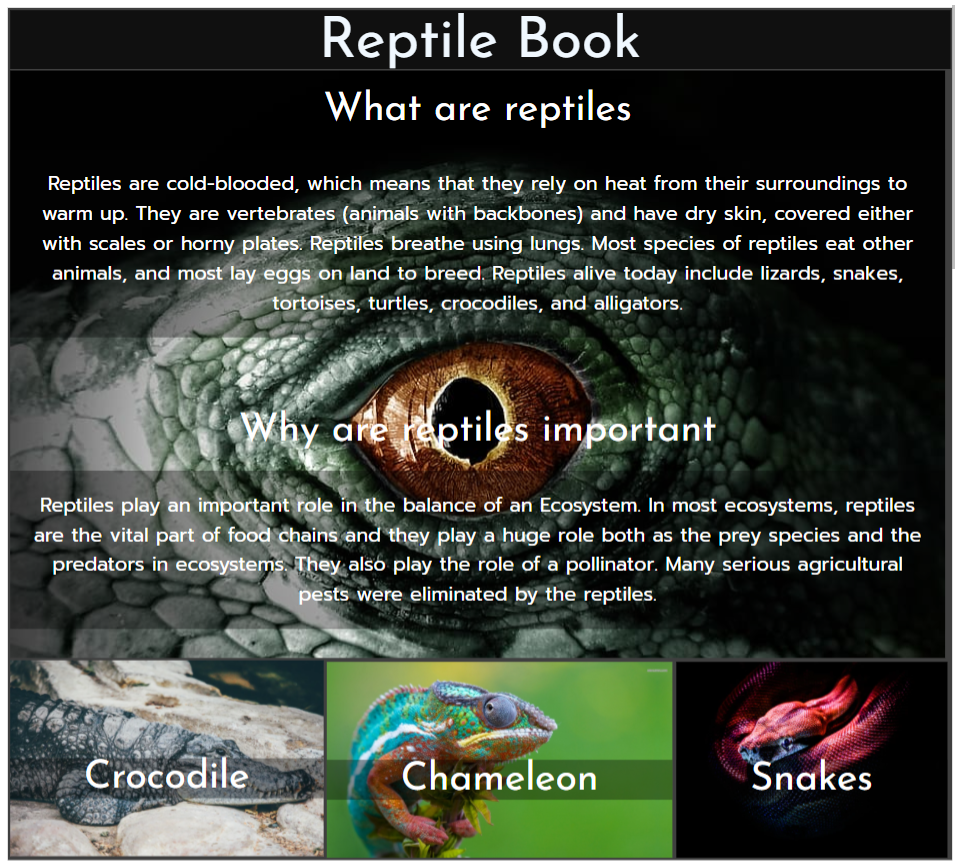 Reptile Book
What are reptiles
Reptiles are cold-blooded, which means that they rely on heat from their surroundings to
warm up. They are vertebrates (animals with backbones) and have dry skin, covered either
with scales or horny plates. Reptiles breathe using lungs. Most species of reptiles eat other
animals, and most lay eggs on land to breed. Reptiles alive today include lizards, snakes,
tortoises, turtles, crocodiles, and alligators.
Why are reptiles important
Reptiles play an important role in the balance of an Ecosystem. In most ecosystems, reptiles
are the vital part of food chains and they play a huge role both as the prey species and the
predators in ecosystems. They also play the role of a pollinator. Many serious agricultural
pests were eliminated by the reptiles.
Crocodile
Chameleon
Snakes